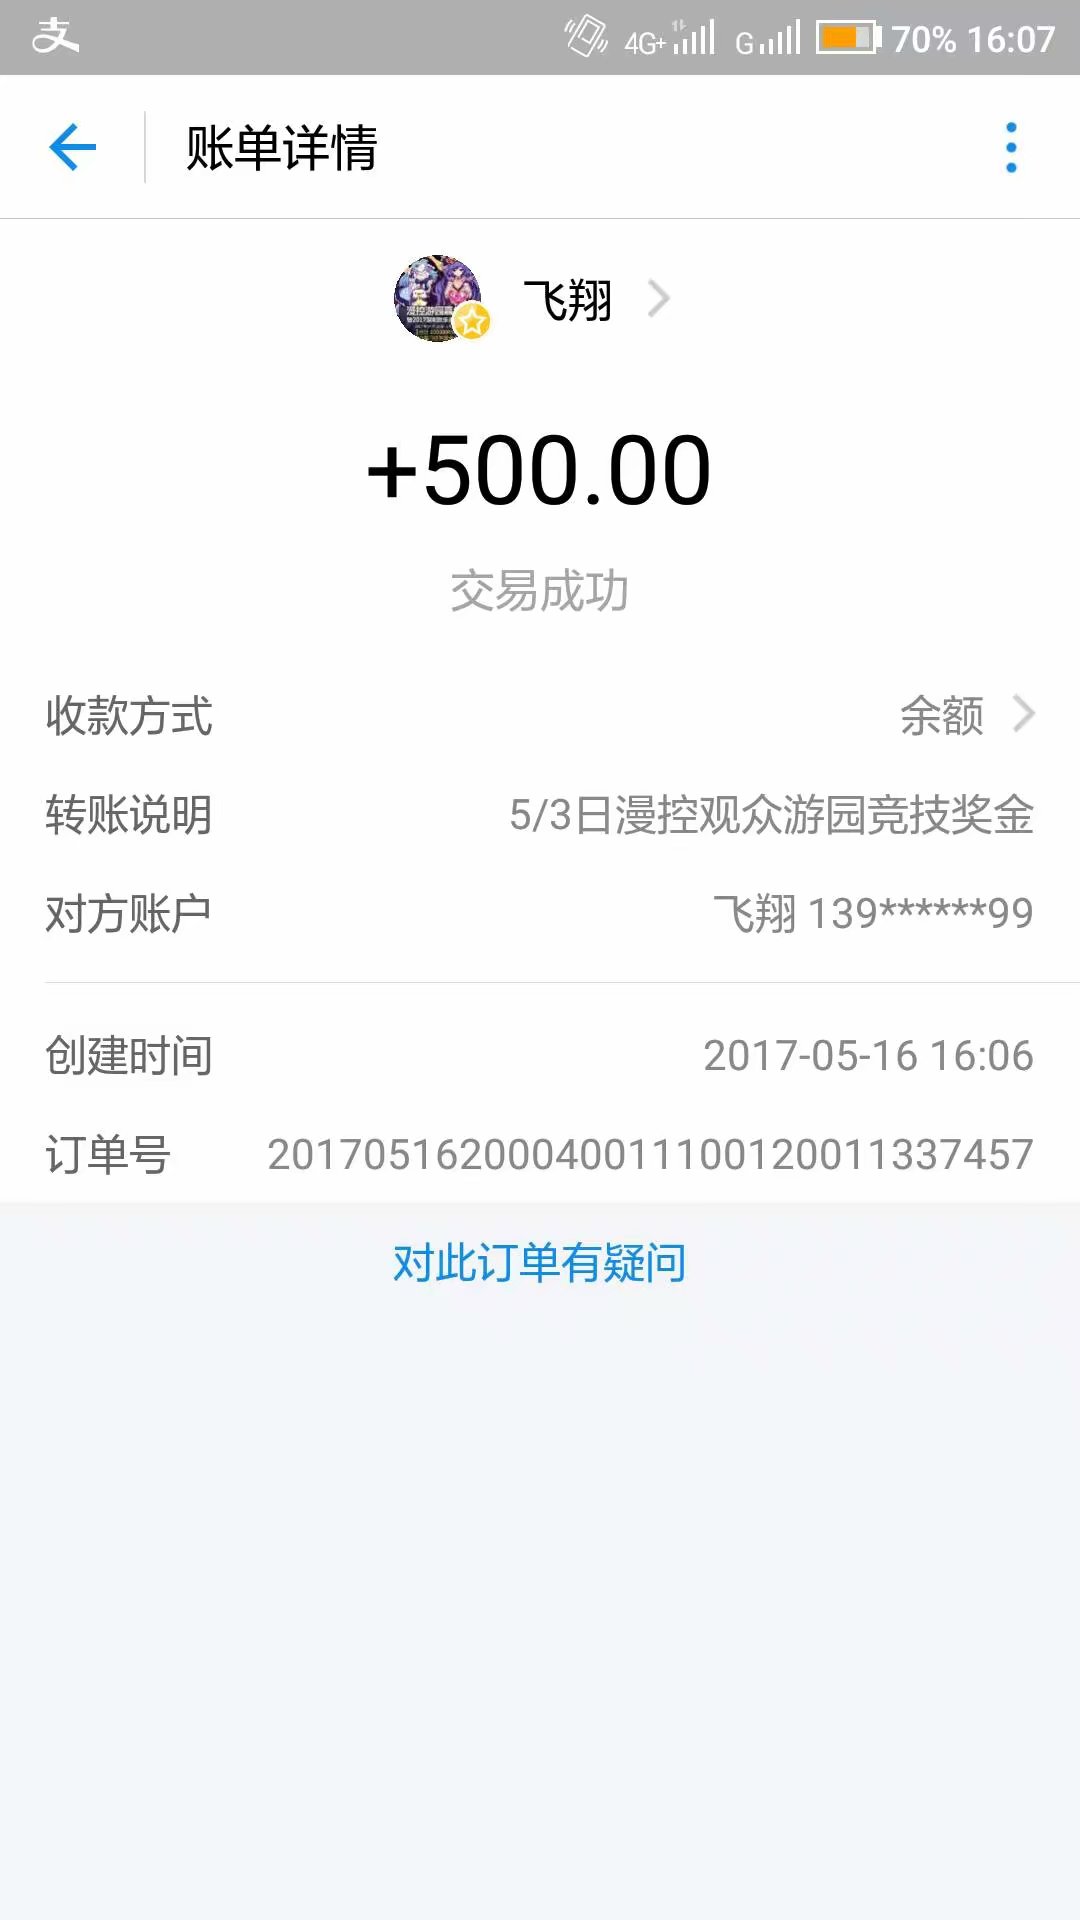 支
4G+ G 70% 16:07
账单详情
飞翔
+500.00
交易成功
收款方式 余额
转账说明 5/3日漫控观众游园竞技奖金
对方账户 飞翔 139******99
创建时间 2017-05-16 16:06
订单号 20170516200040011100120011337457
对此订单有疑问